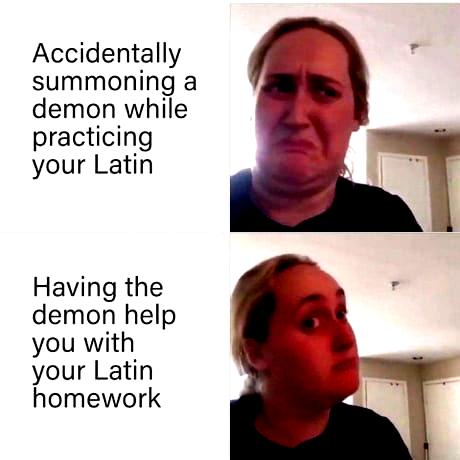 Accidentally
summoning a
demon while
practicing
your Latin
Having the
demon help
you with
your Latin
homework